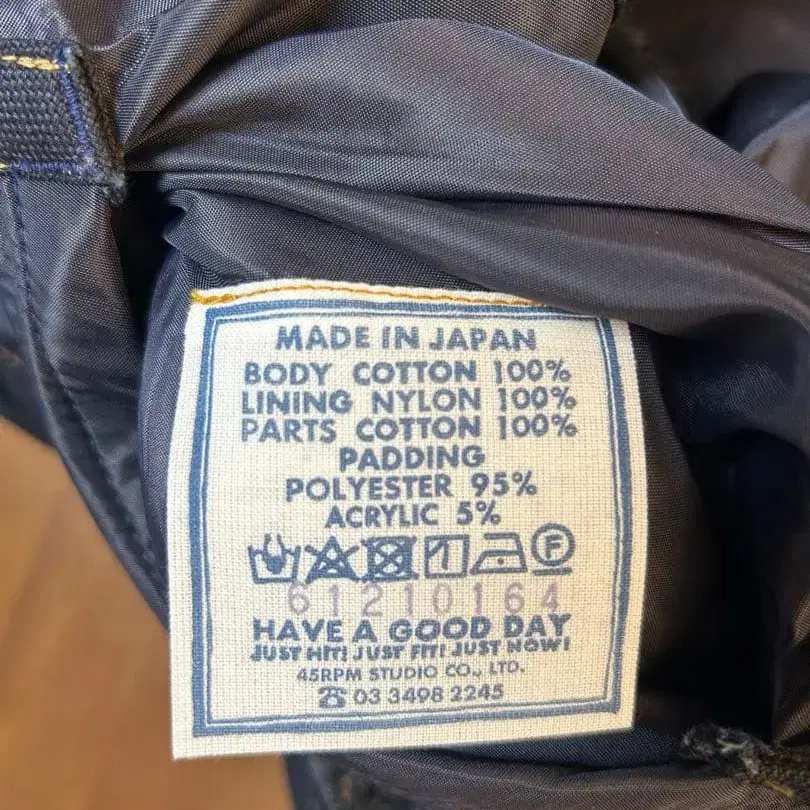 MADE IN JAPAN
BODY COTTON 100%
LINING NYLON 100%
PARTS COTTON 100%
PADDING
POLYESTER 95%
ACRYLIC 5%
F
61210164
HAVE A GOOD DAY
JUST HIT! JUST FIT! JUST NOW!
45RPM STUDIO CO., LTD.
☎ 03 3498 2245